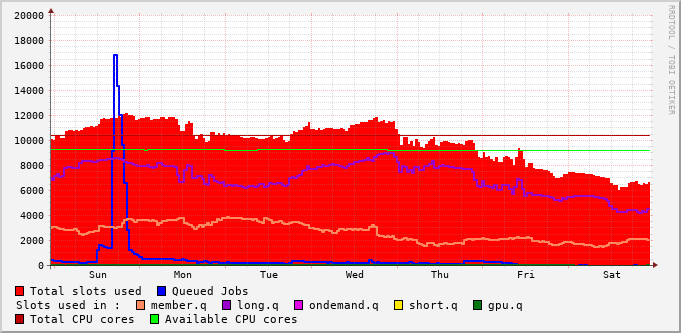 20000
18000
16000
14000
12000
10000
8000
6000
4000
2000
0
Sun Mon Tue Wed Thu Fri Sat
RRDTOOL / TOBI OETIKER
Total slots used Queued Jobs
Slots used in : member.q long.q ondemand.q short.q gpu.q
Total CPU cores Available CPU cores